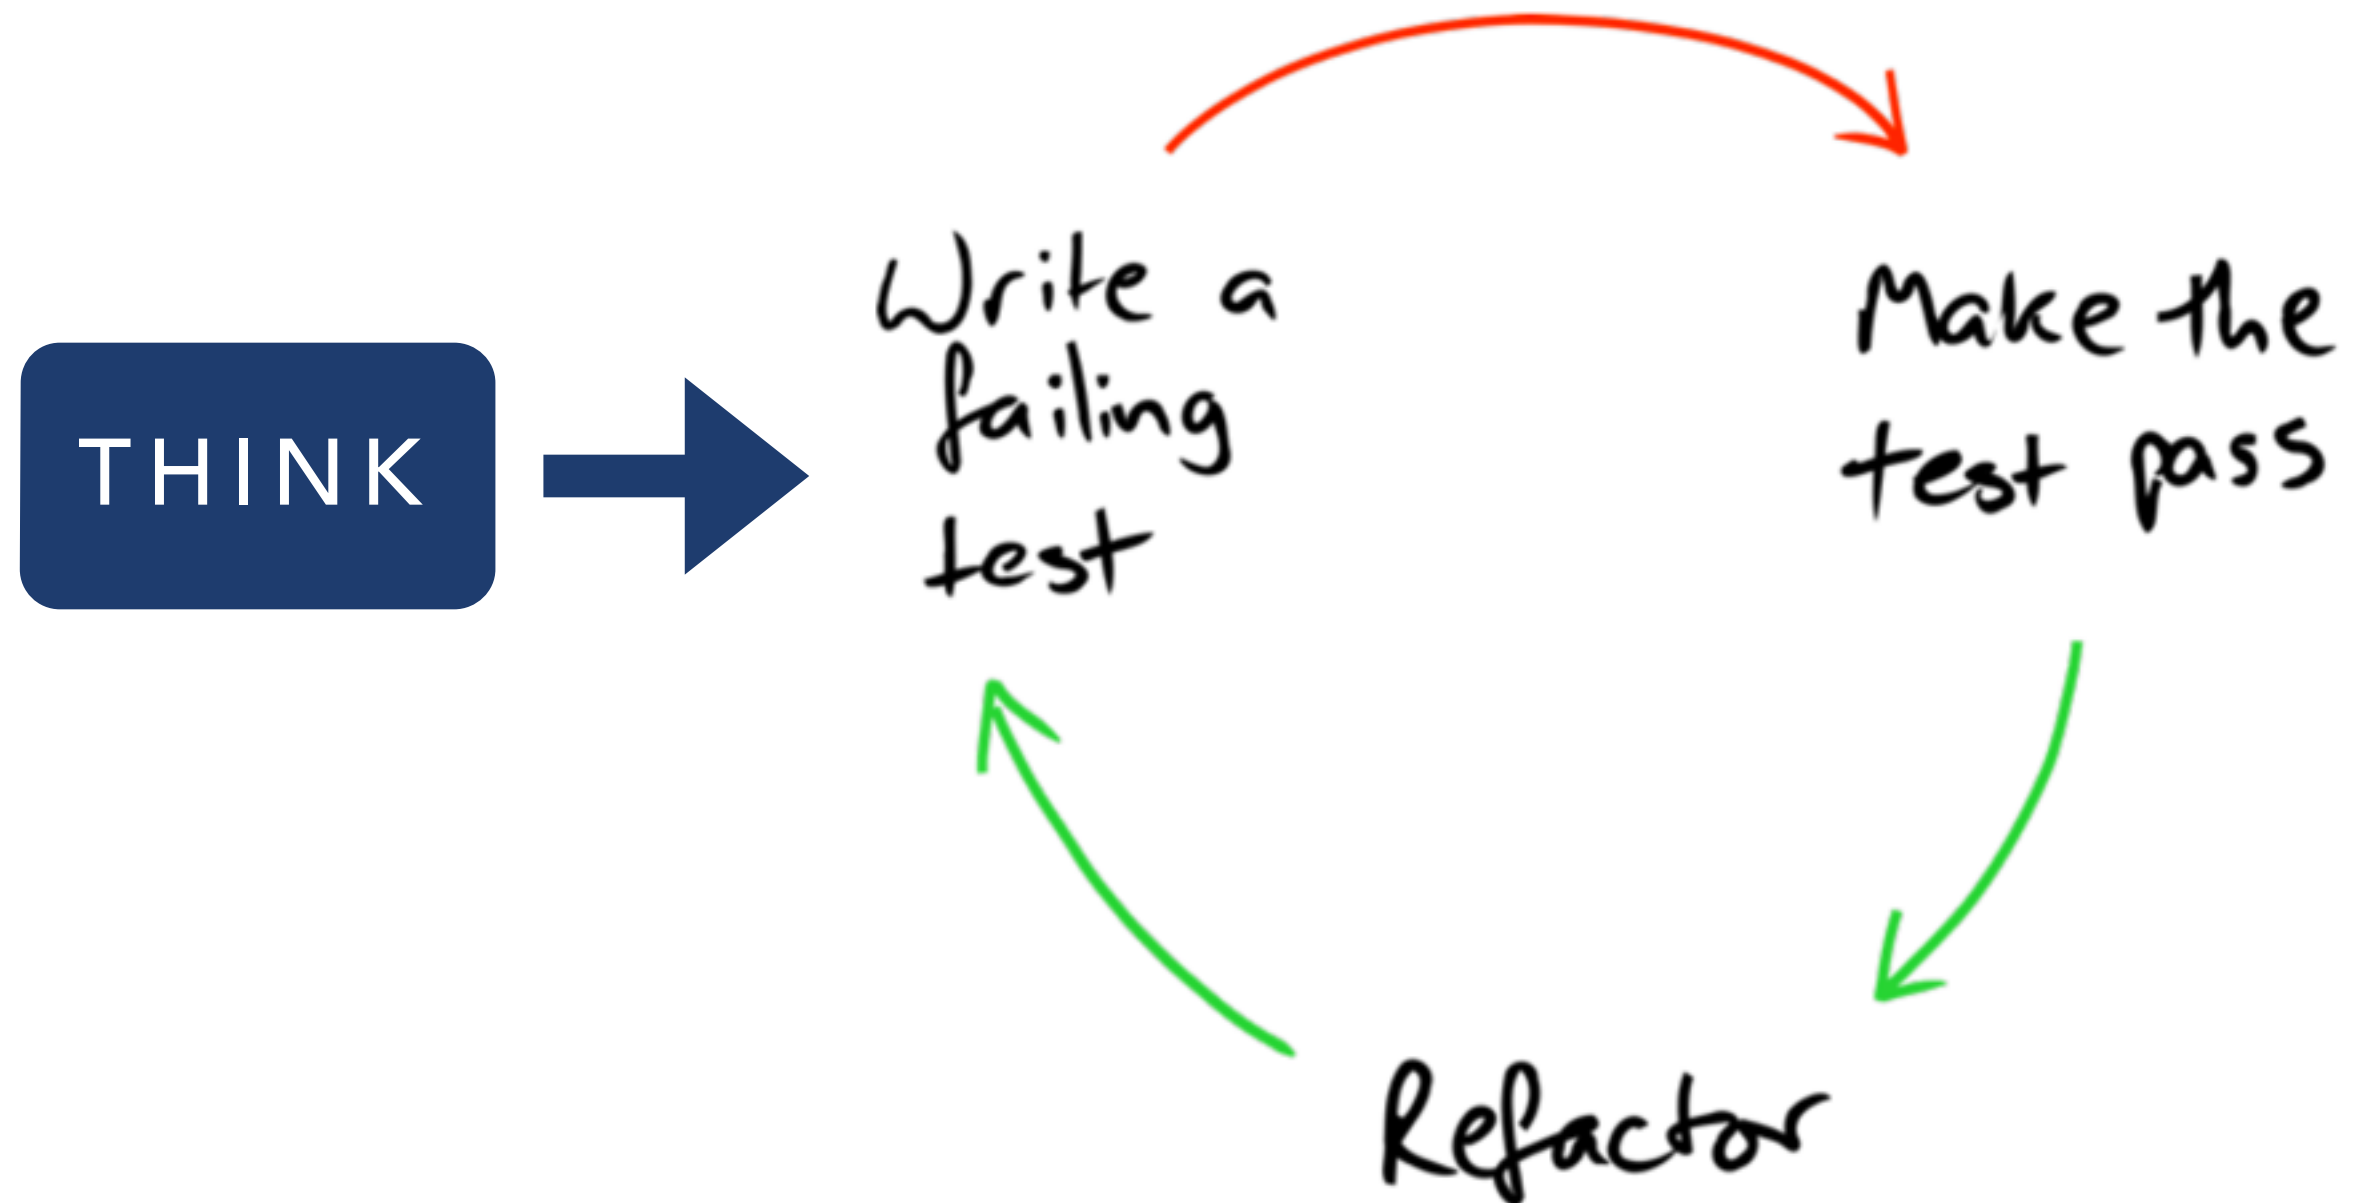 THINK
Write a
failing
test
Make the
test pass
Refactor